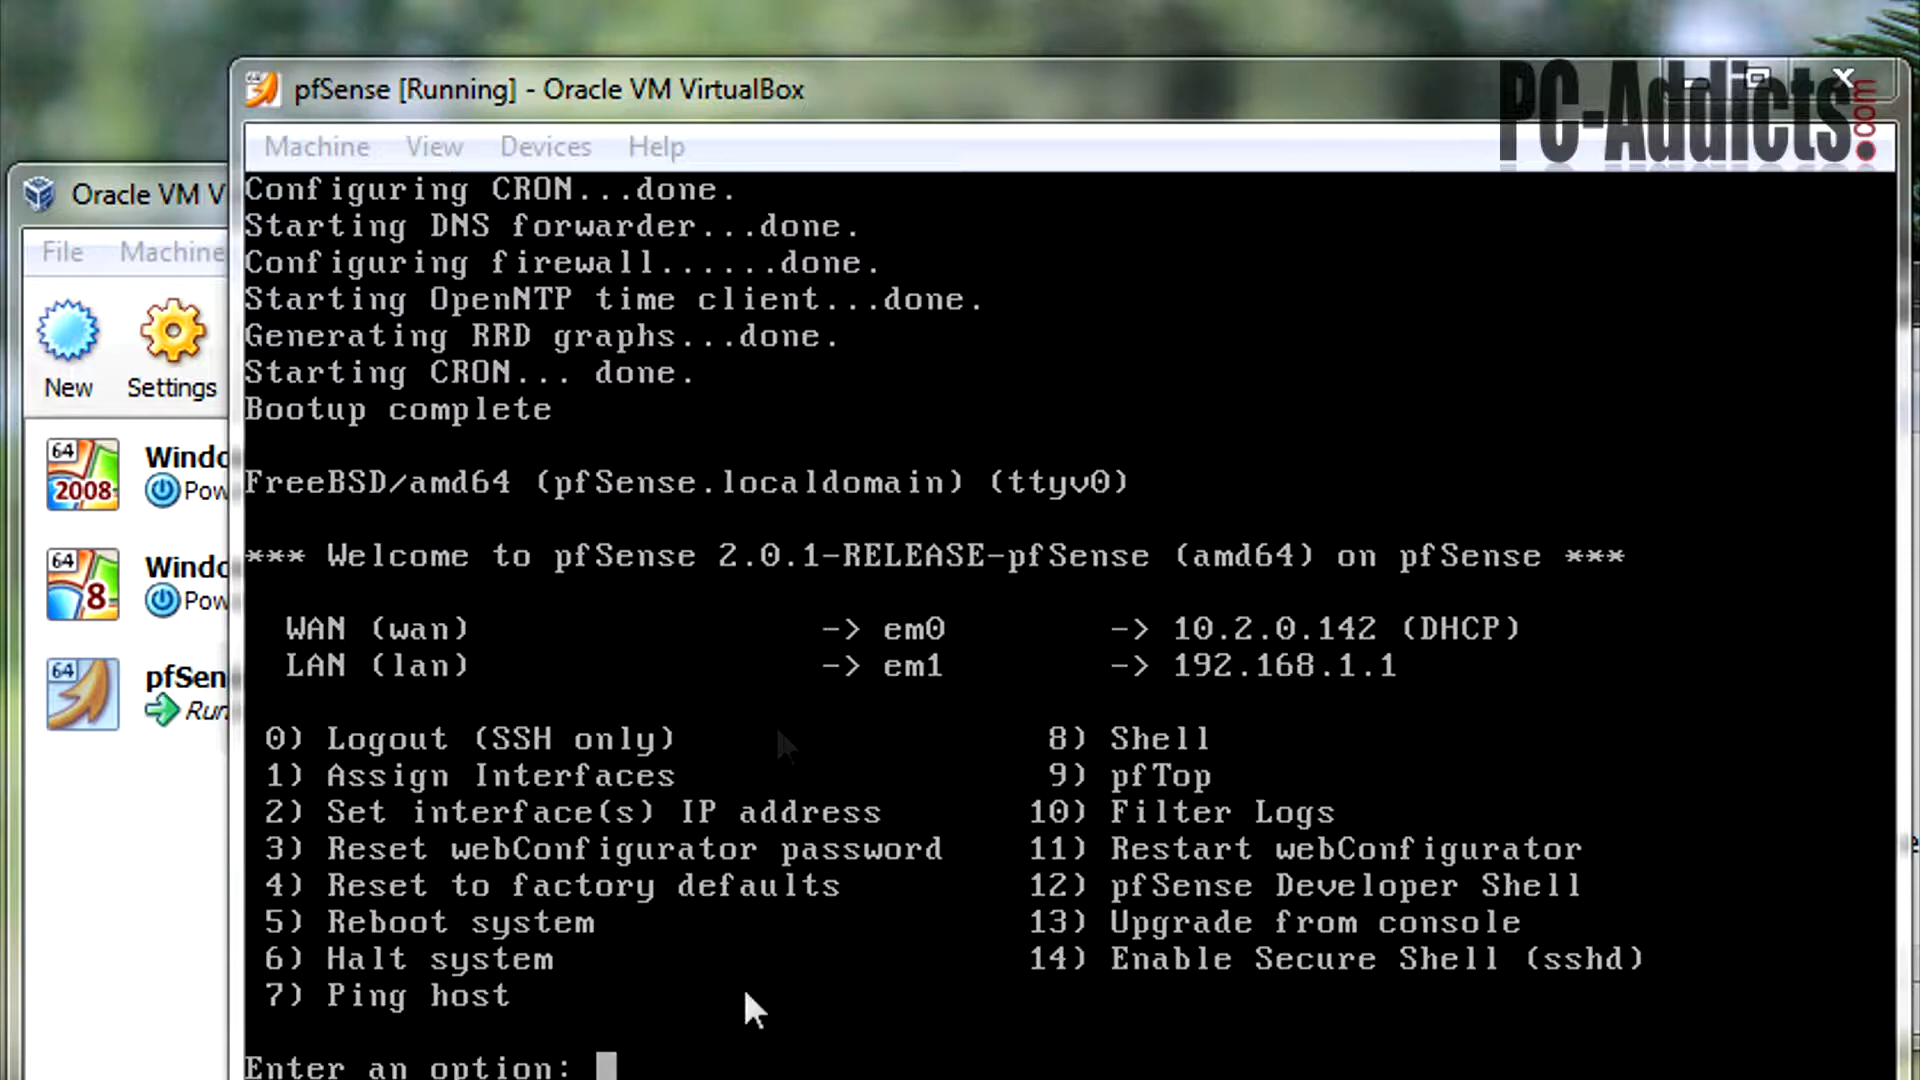 pfSense [Running] - Oracle VM VirtualBox
PC-Addicts.com
Machine View Devices Help
Oracle VM V
File Machine
New Settings
64 2008
Windo
Pow
64 8
Windo
Pow
64
pfSen
Run
Configuring CRON...done.
Starting DNS forwarder...done.
Configuring firewall......done.
Starting OpenNTP time client...done.
Generating RRD graphs...done.
Starting CRON... done.
Bootup complete
FreeBSD/amd64 (pfSense.localdomain) (ttyv0)
*** Welcome to pfSense 2.0.1-RELEASE-pfSense (amd64) on pfSense ***
WAN (wan) -> em0 -> 10.2.0.142 (DHCP)
LAN (lan) -> em1 -> 192.168.1.1
0) Logout (SSH only) 8) Shell
1) Assign Interfaces 9) pfTop
2) Set interface(s) IP address 10) Filter Logs
3) Reset webConfigurator password 11) Restart webConfigurator
4) Reset to factory defaults 12) pfSense Developer Shell
5) Reboot system 13) Upgrade from console
6) Halt system 14) Enable Secure Shell (sshd)
7) Ping host
Enter an option: